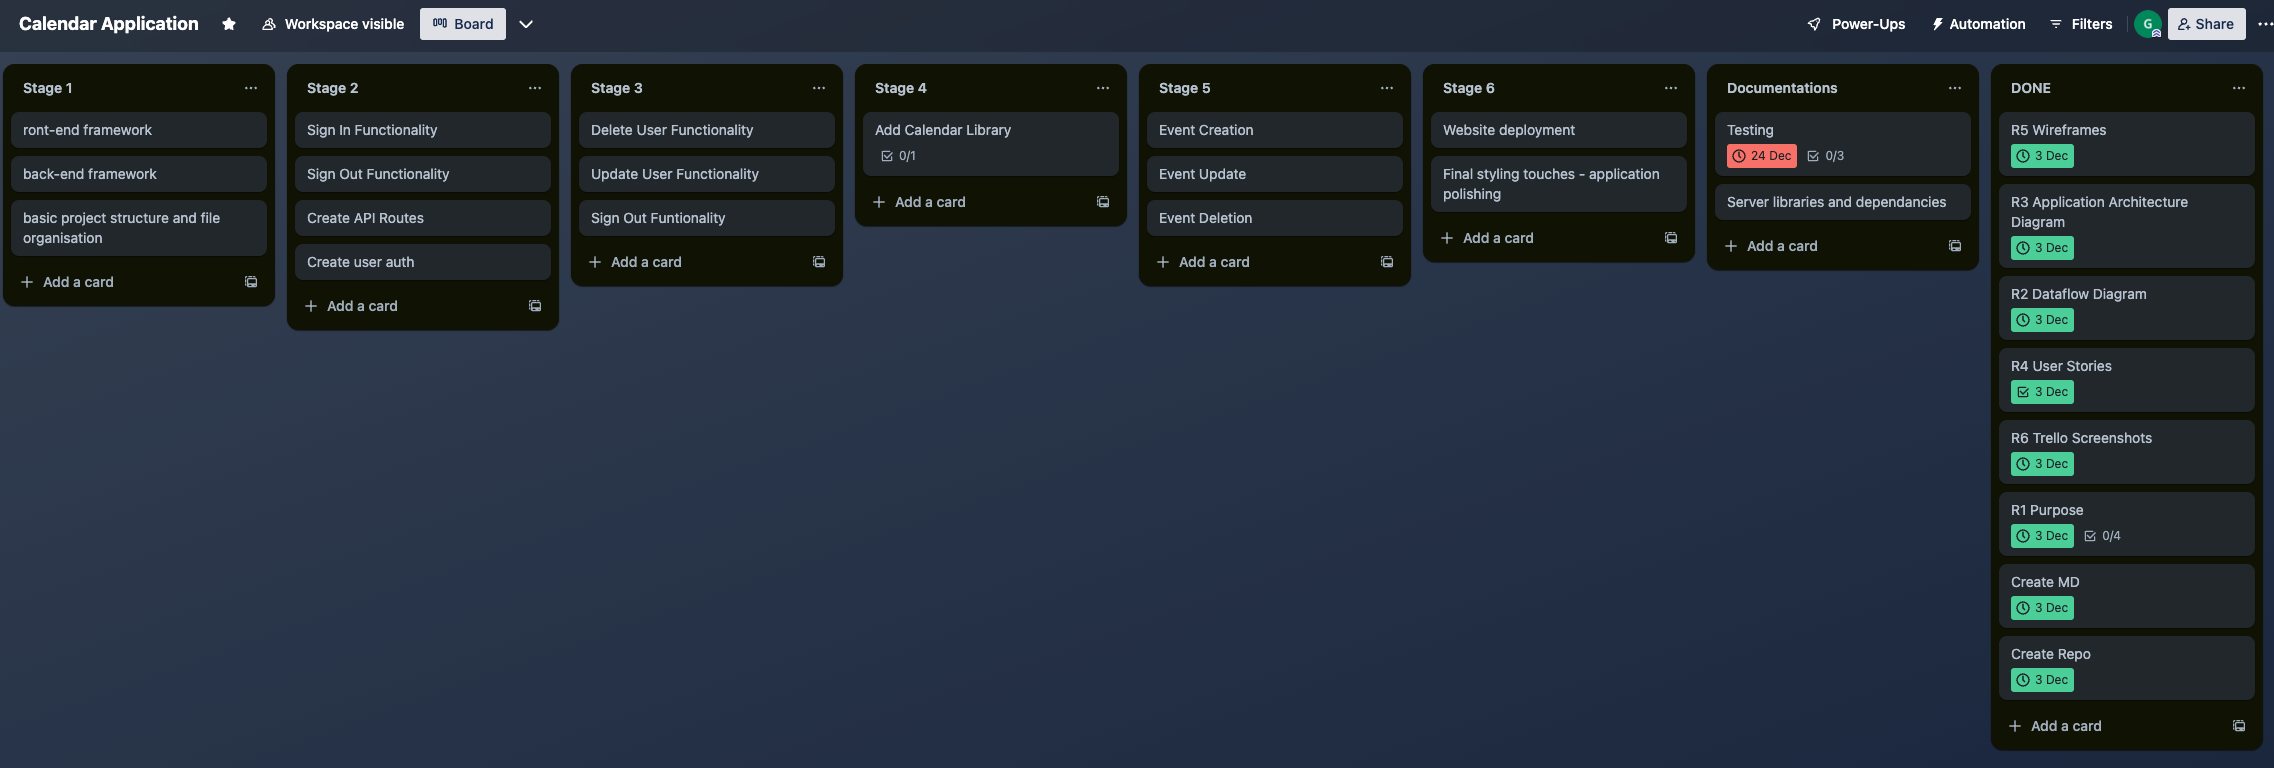 Calendar Application
Workspace visible
Board
Power-Ups
Automation
Filters
G
Share
Stage 1
ront-end framework
back-end framework
basic project structure and file
organisation
Add a card
Stage 2
Sign In Functionality
Sign Out Functionality
Create API Routes
Create user auth
Add a card
Stage 3
Delete User Functionality
Update User Functionality
Sign Out Funtionality
Add a card
Stage 4
Add Calendar Library
0/1
Add a card
Stage 5
Event Creation
Event Update
Event Deletion
Add a card
Stage 6
Website deployment
Final styling touches - application
polishing
Add a card
Documentations
Testing
24 Dec 0/3
Server libraries and dependancies
Add a card
DONE
R5 Wireframes
3 Dec
R3 Application Architecture
Diagram
3 Dec
R2 Dataflow Diagram
3 Dec
R4 User Stories
3 Dec
R6 Trello Screenshots
3 Dec
R1 Purpose
3 Dec 0/4
Create MD
3 Dec
Create Repo
3 Dec
Add a card